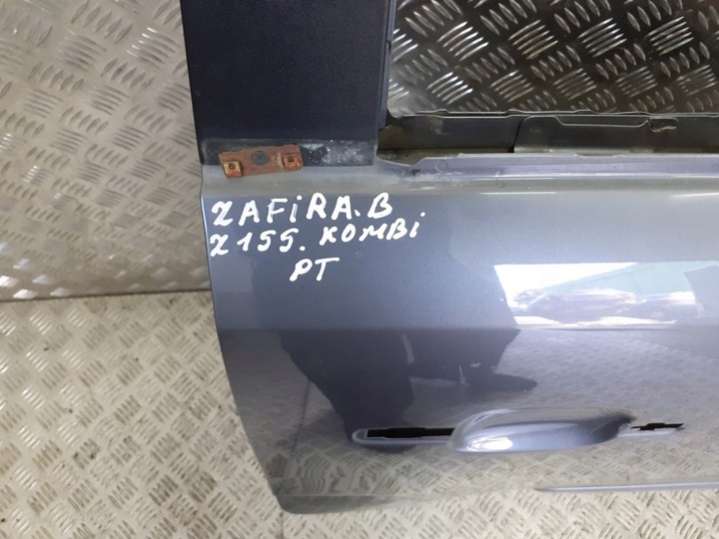 ZAFiRA.B
Z155. KOMBi
PT